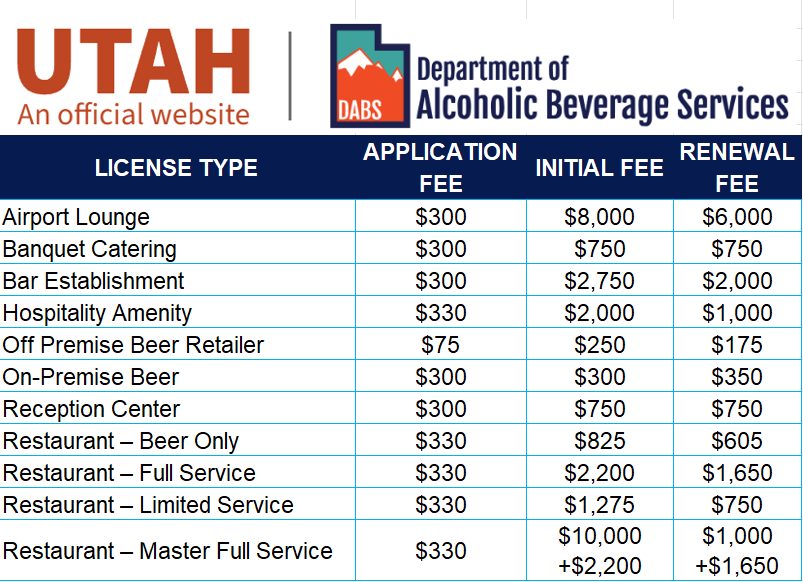 UTAH
An official website
DABS
Department of
Alcoholic Beverage Services
LICENSE TYPE APPLICATION FEE INITIAL FEE RENEWAL FEE
Airport Lounge $300 $8,000 $6,000
Banquet Catering $300 $750 $750
Bar Establishment $300 $2,750 $2,000
Hospitality Amenity $330 $2,000 $1,000
Off Premise Beer Retailer $75 $250 $175
On-Premise Beer $300 $300 $350
Reception Center $300 $750 $750
Restaurant – Beer Only $330 $825 $605
Restaurant – Full Service $330 $2,200 $1,650
Restaurant – Limited Service $330 $1,275 $750
Restaurant – Master Full Service $330 $10,000 +$2,200 $1,000 +$1,650